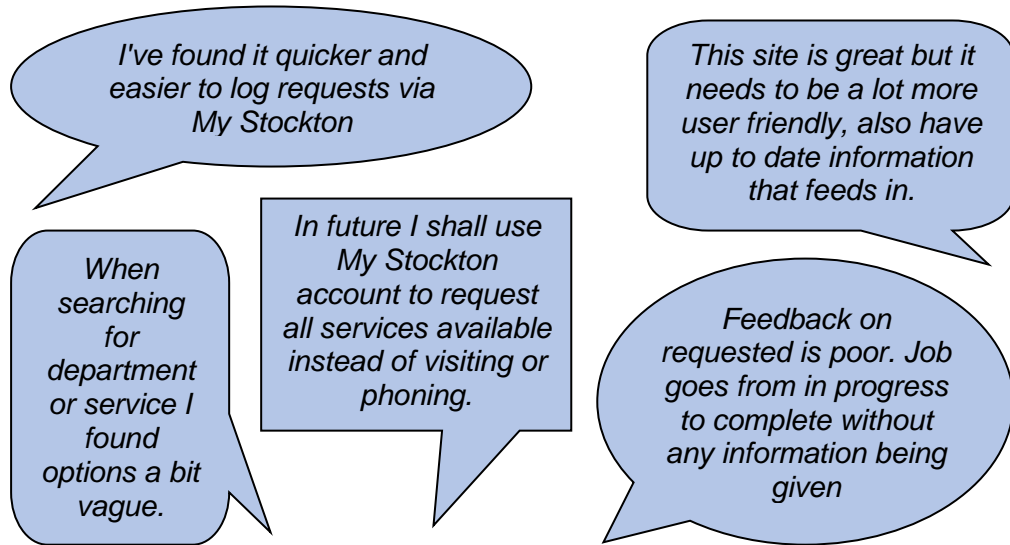 I've found it quicker and
easier to log requests via
My Stockton
This site is great but it
needs to be a lot more
user friendly, also have
up to date information
that feeds in.
When
searching
for
department
or service I
found
options a bit
vague.
In future I shall use
My Stockton
account to request
all services available
instead of visiting or
phoning.
Feedback on
requested is poor. Job
goes from in progress
to complete without
any information being
given